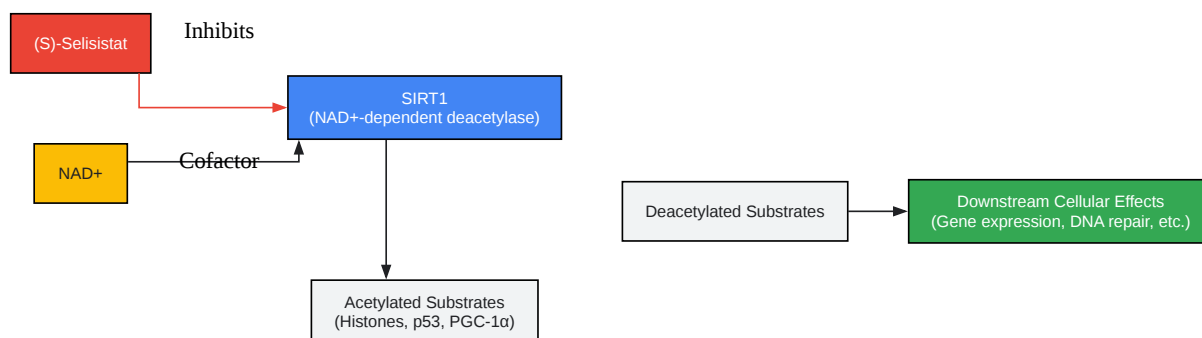 (S)-Selisistat
Inhibits
SIRT1
(NAD+-dependent deacetylase)
NAD+
Cofactor
Deacetylated Substrates
Downstream Cellular Effects
(Gene expression, DNA repair, etc.)
Acetylated Substrates
(Histones, p53, PGC-1α)